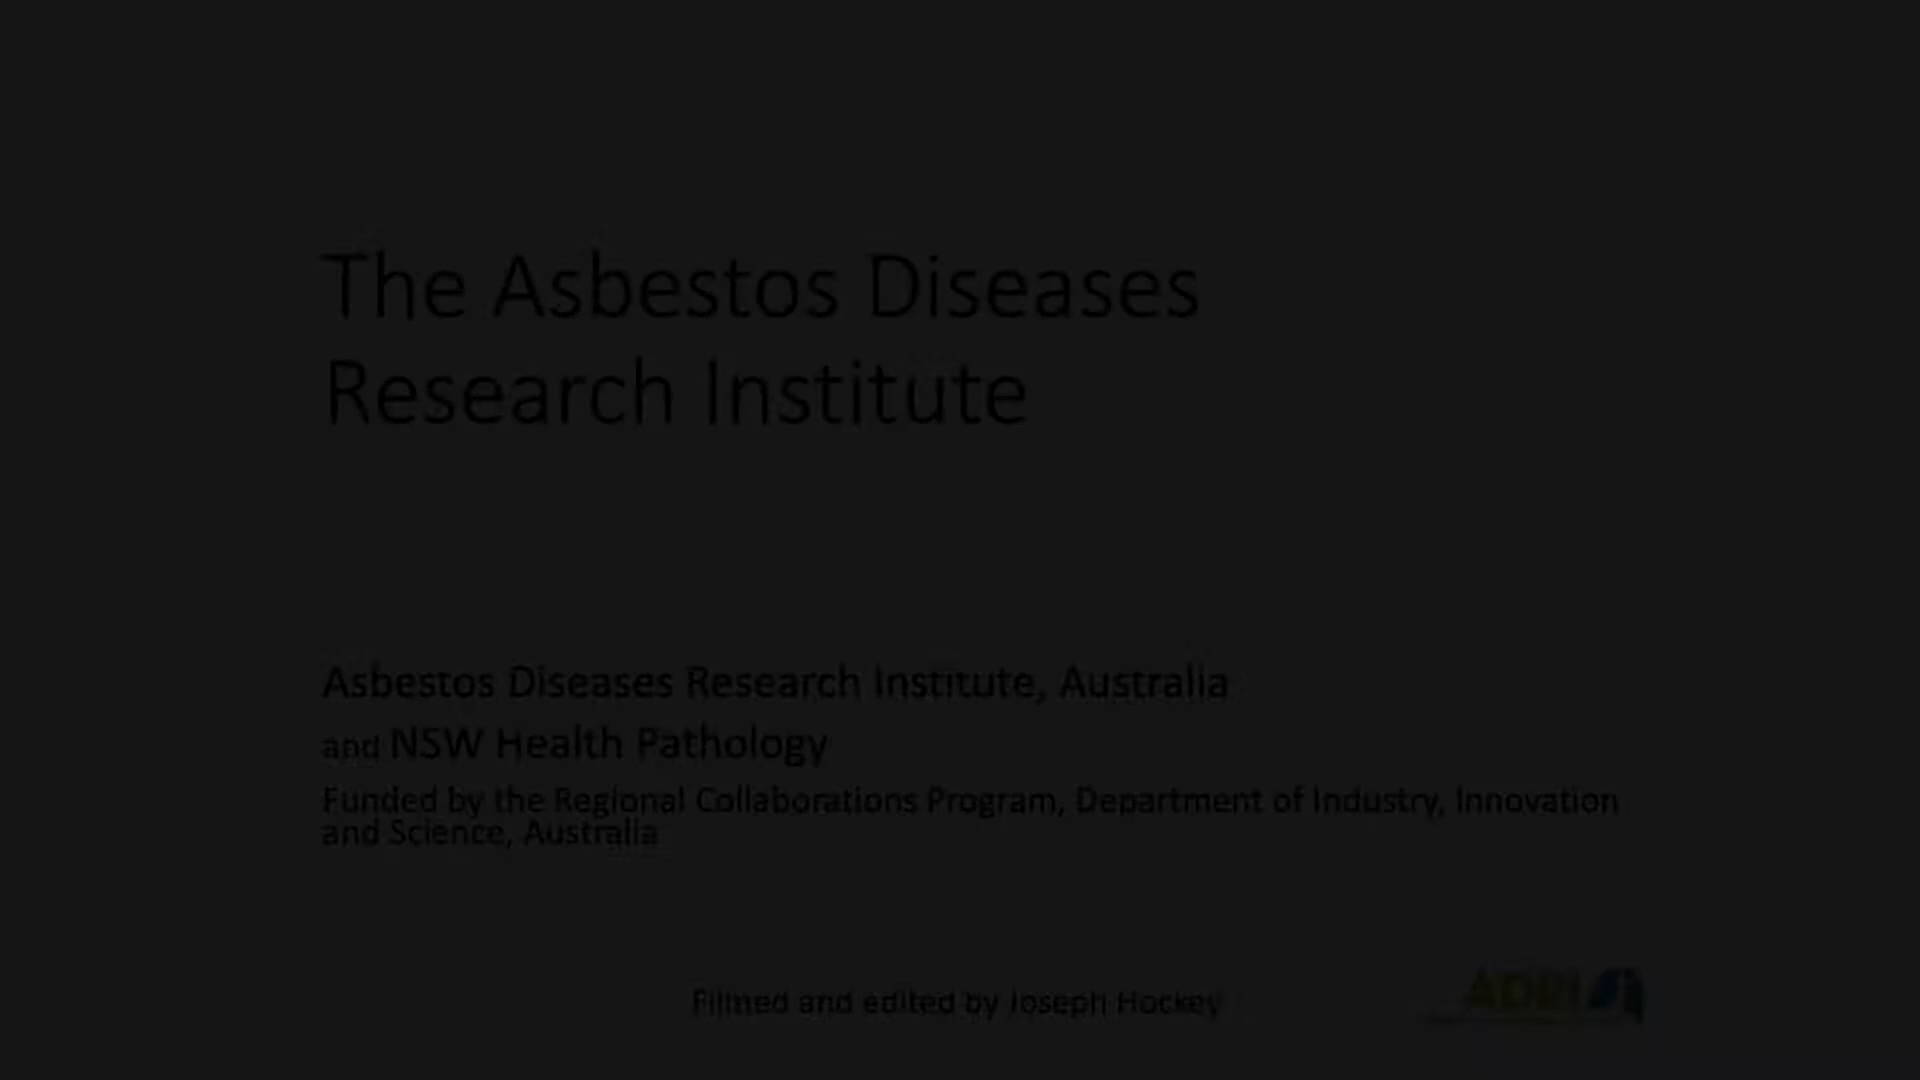 The Asbestos Diseases
Research Institute
Asbestos Diseases Research Institute, Australia
and NSW Health Pathology
Funded by the Regional Collaborations Program, Department of Industry, Innovation
and Science, Australia
Filmed and edited by Joseph Hockey
ADRI